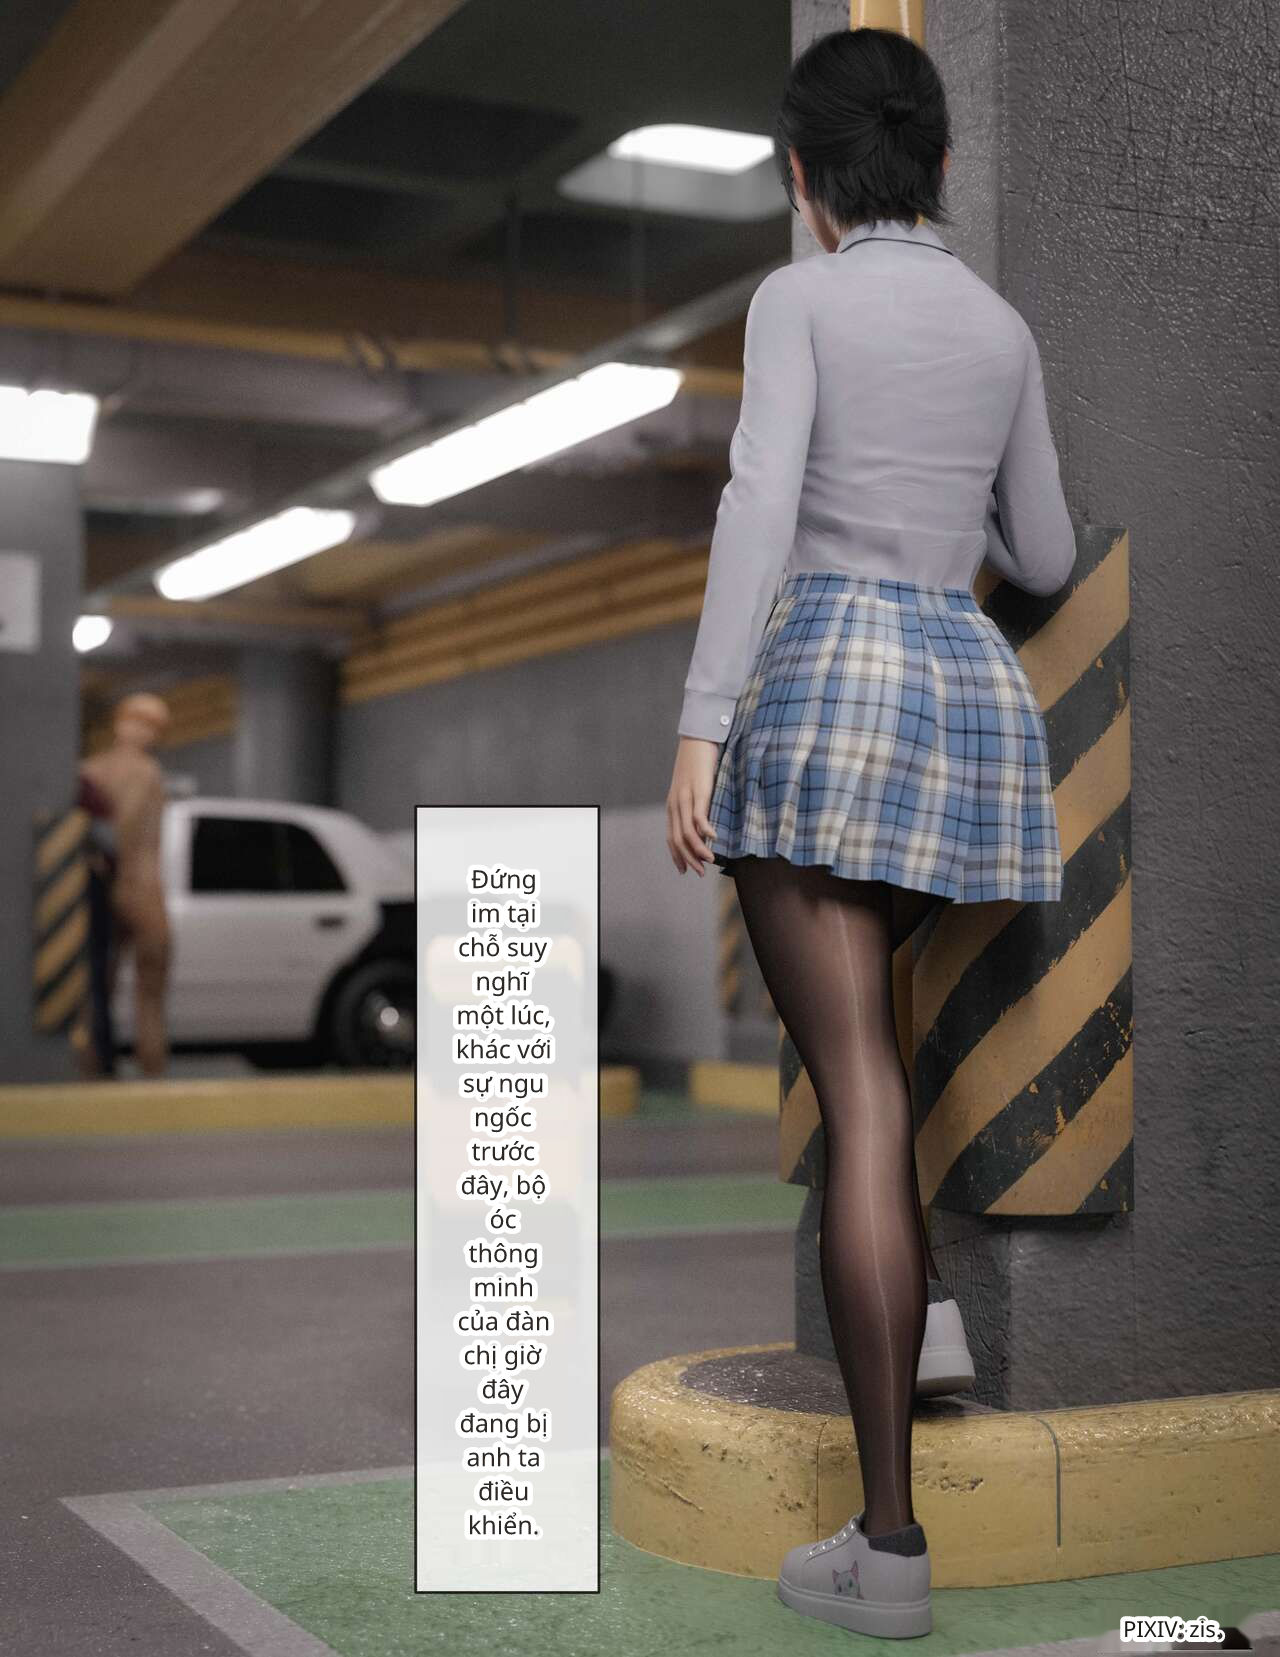 Đứng
im tại
chỗ suy
nghĩ
một lúc,
khác với
sự ngu
ngốc
trước
đây, bộ
óc
thông
minh
của đàn
chị giờ
đây
đang bị
anh ta
điều
khiển.
PIXIV: zis.